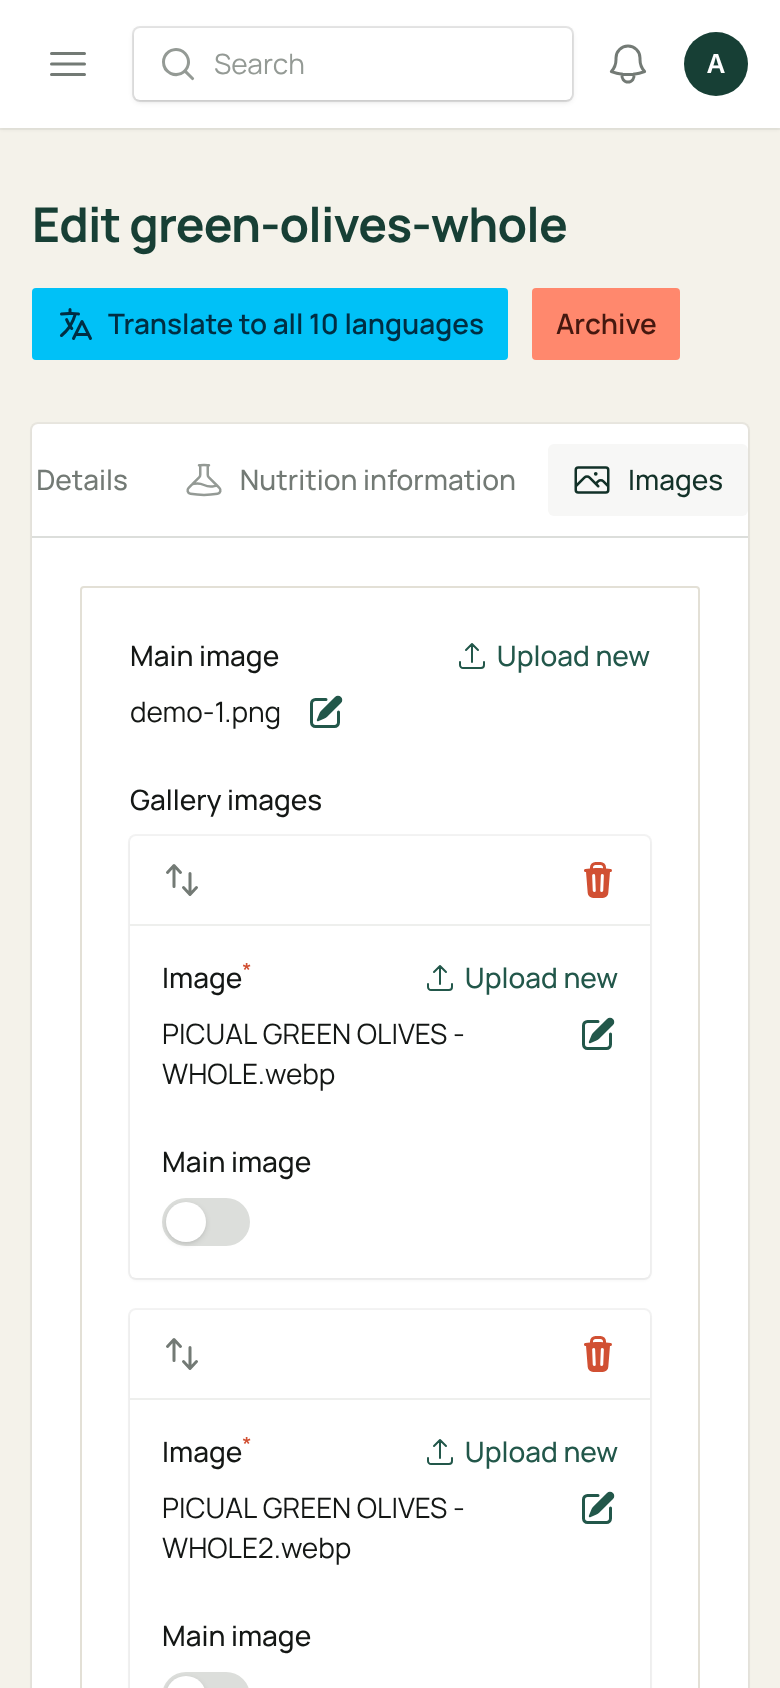 Search
A
Edit green-olives-whole
Translate to all 10 languages
Archive
Details
Nutrition information
Images
Main image
Upload new
demo-1.png
Gallery images
Image*
Upload new
PICUAL GREEN OLIVES -
WHOLE.webp
Main image
Image*
Upload new
PICUAL GREEN OLIVES -
WHOLE2.webp
Main image